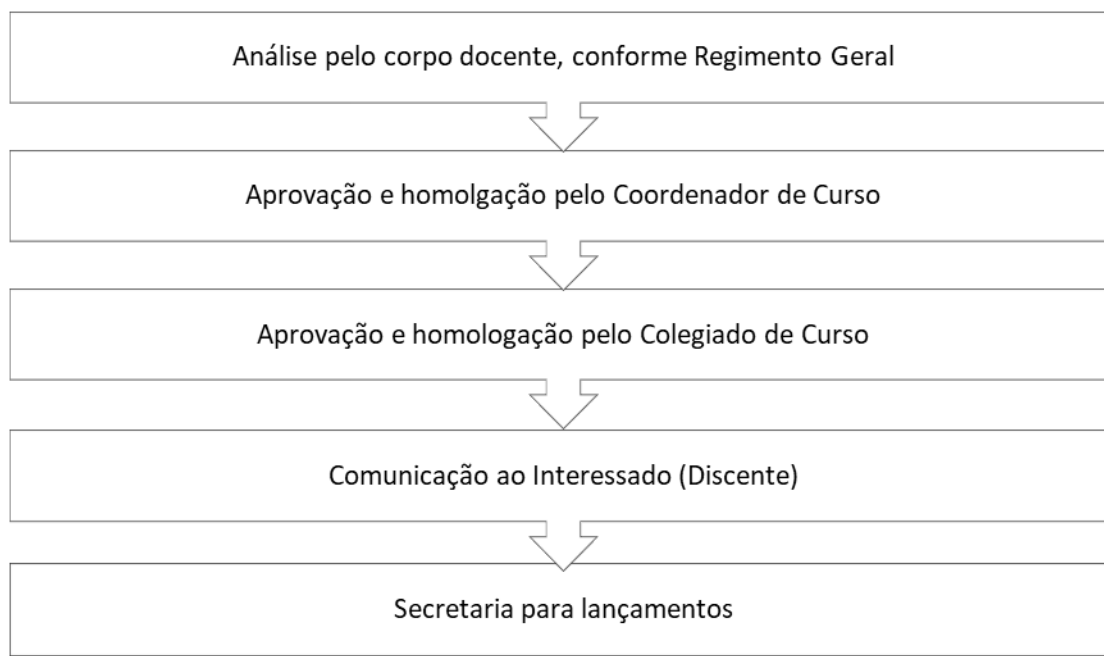 Análise pelo corpo docente, conforme Regimento Geral
Aprovação e homolgação pelo Coordenador de Curso
Aprovação e homologação pelo Colegiado de Curso
Comunicação ao Interessado (Discente)
Secretaria para lançamentos